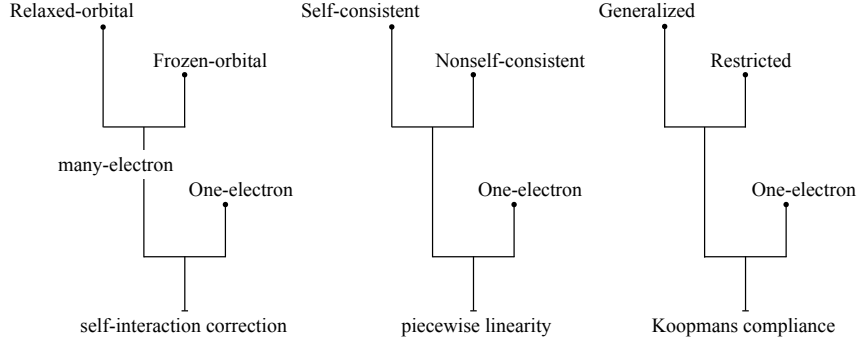 Relaxed-orbital
Frozen-orbital
many-electron
One-electron
self-interaction correction
Self-consistent
Nonself-consistent
One-electron
piecewise linearity
Generalized
Restricted
One-electron
Koopmans compliance